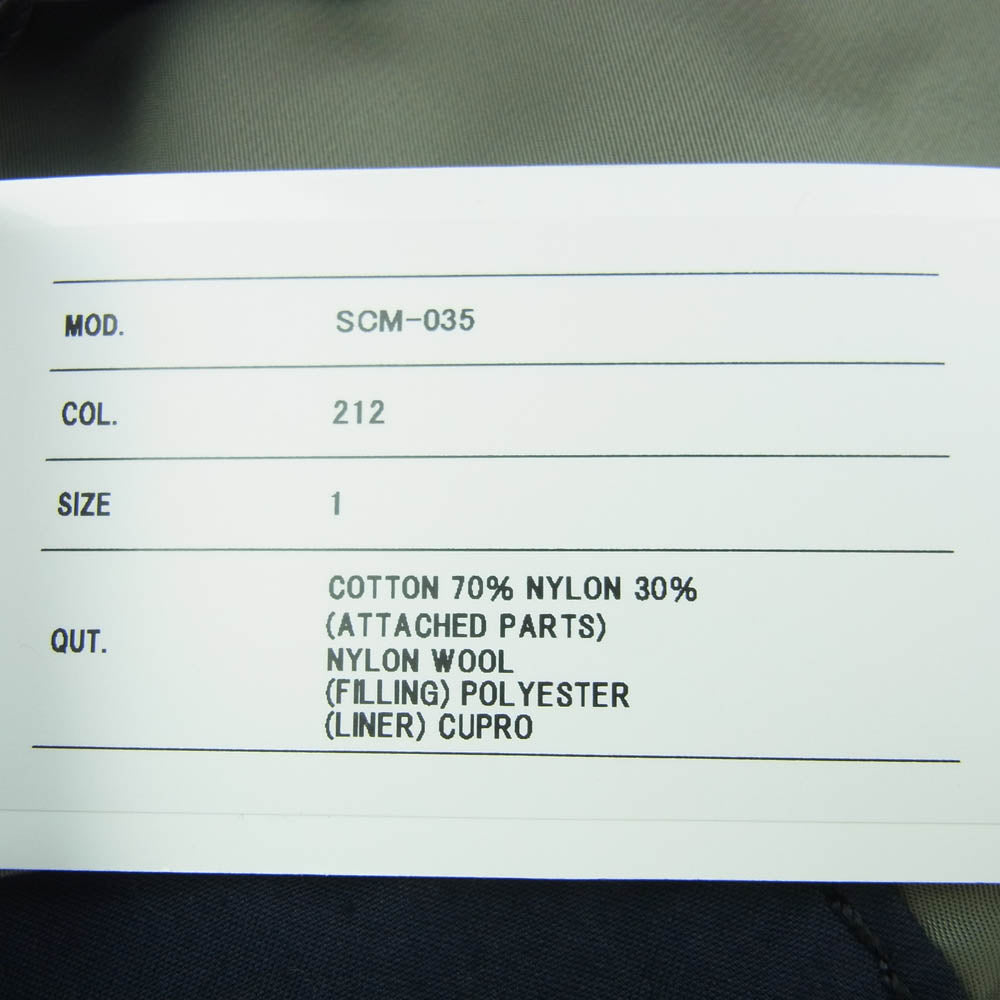 MOD. SCM-035
COL. 212
SIZE 1
QUT. COTTON 70% NYLON 30%
(ATTACHED PARTS)
NYLON WOOL
(FILLING) POLYESTER
(LINER) CUPRO